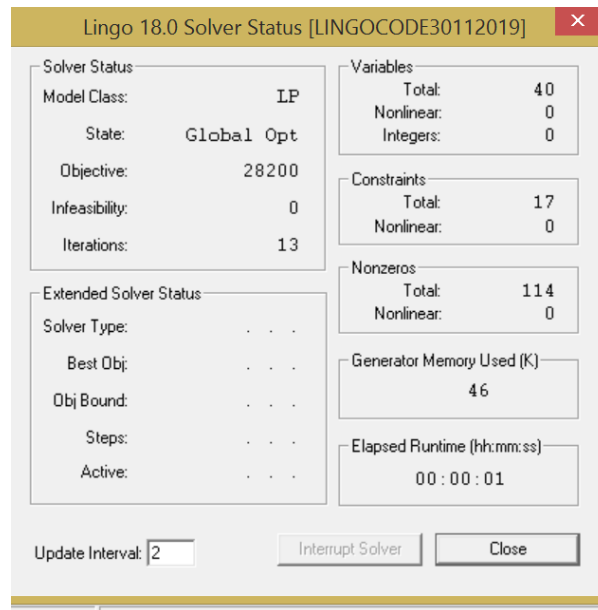 Lingo 18.0 Solver Status [LINGOCODE30112019]
Solver Status
Model Class: LP
State: Global Opt
Objective: 28200
Infeasibility: 0
Iterations: 13
Extended Solver Status
Solver Type: . . .
Best Obj: . . .
Obj Bound: . . .
Steps: . . .
Active: . . .
Variables
Total: 40
Nonlinear: 0
Integers: 0
Constraints
Total: 17
Nonlinear: 0
Nonzeros
Total: 114
Nonlinear: 0
Generator Memory Used (K)
46
Elapsed Runtime (hh:mm:ss)
00:00:01
Update Interval: 2
Interrupt Solver
Close